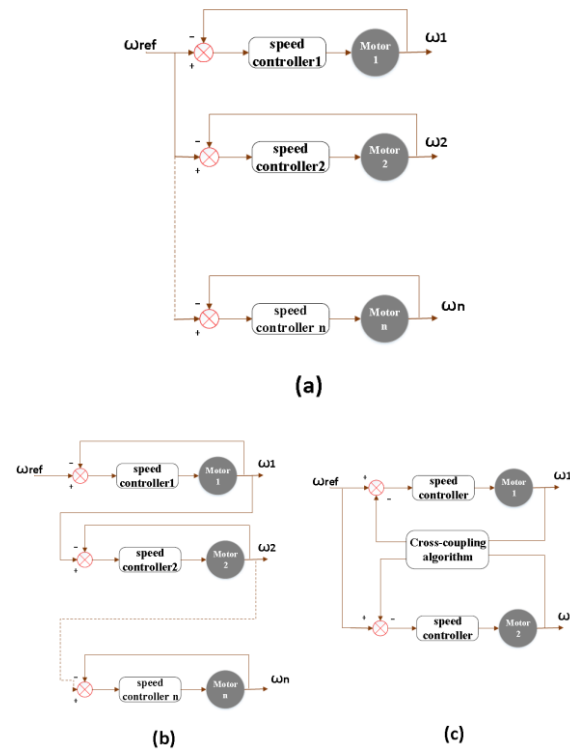 ωref
−
+
speed
controller1
Motor
1
ω1
−
+
speed
controller2
Motor
2
ω2
−
+
speed
controller n
Motor
n
ωn
(a)
ωref
−
+
speed
controller1
Motor
1
ω1
−
+
speed
controller2
Motor
2
ω2
−
+
speed
controller n
Motor
n
ωn
(b)
ωref
+
−
speed
controller
Motor
1
ω1
Cross-coupling
algorithm
+
−
speed
controller
Motor
2
ω
(c)